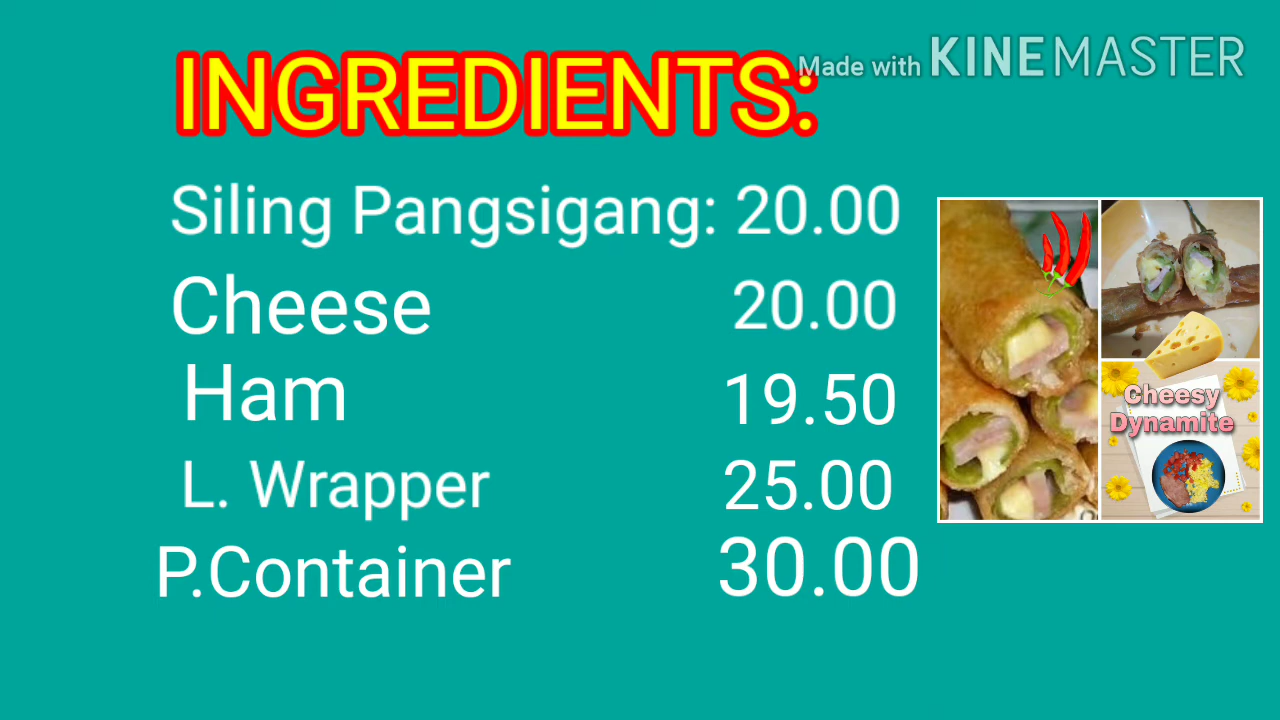 Made with KINEMASTER
INGREDIENTS:
Siling Pangsigang: 20.00
Cheese 20.00
Ham 19.50
L. Wrapper 25.00
P.Container 30.00
Cheesy
Dynamite